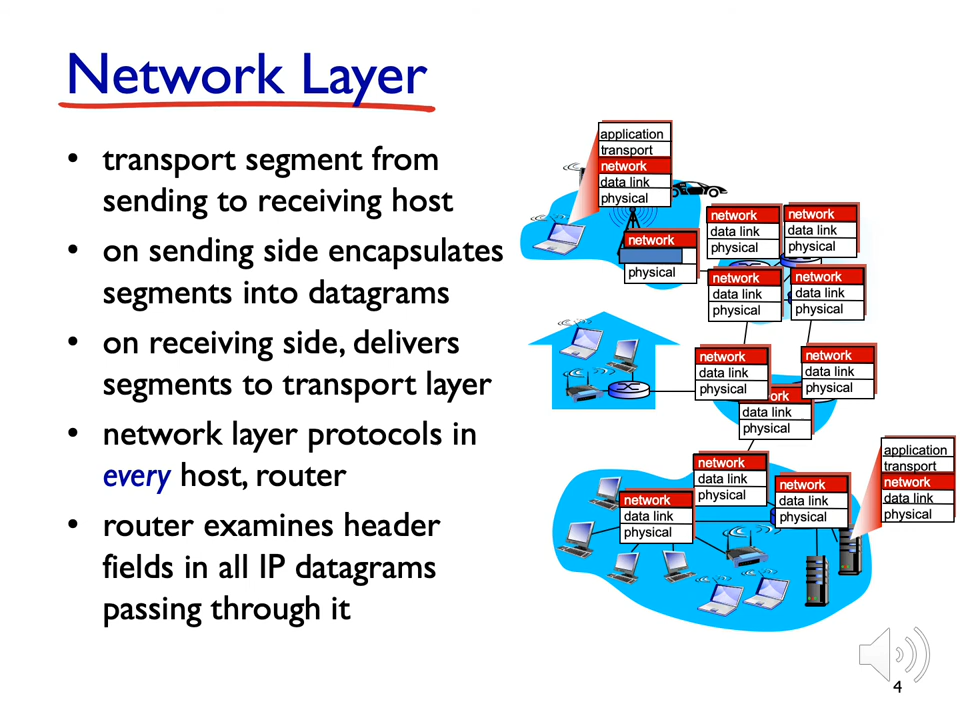 Network Layer
• transport segment from
sending to receiving host
• on sending side encapsulates
segments into datagrams
• on receiving side, delivers
segments to transport layer
• network layer protocols in
every host, router
• router examines header
fields in all IP datagrams
passing through it
application
transport
network
data link
physical
network
physical
network
data link
physical
network
data link
physical
network
data link
physical
network
data link
physical
network
data link
physical
network
data link
physical
data link
physical
network
data link
physical
network
data link
physical
network
data link
physical
application
transport
network
data link
physical
4